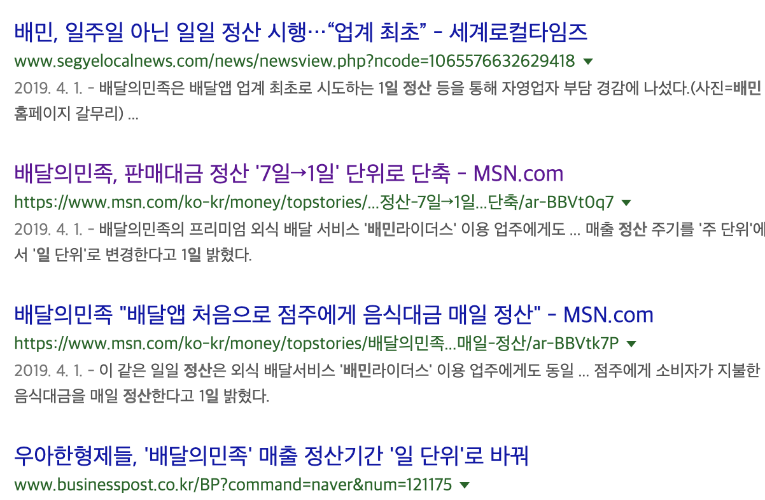 배민, 일주일 아닌 일일 정산 시행…“업계 최초” - 세계로컬타임즈
www.segyelocalnews.com/news/newsview.php?ncode=1065576632629418 ▼
2019. 4. 1. - 배달의민족은 배달앱 업계 최초로 시도하는 1일 정산 등을 통해 자영업자 부담 경감에 나섰다.(사진=배민
홈페이지 갈무리) ...
배달의민족, 판매대금 정산 '7일→1일' 단위로 단축 - MSN.com
https://www.msn.com/ko-kr/money/topstories/...정산-7일→1일...단축/ar-BBVt0q7 ▼
2019. 4. 1. - 배달의민족의 프리미엄 외식 배달 서비스 '배민라이더스' 이용 업주에게도 ... 매출 정산 주기를 '주 단위'에
서 '일 단위'로 변경한다고 1일 밝혔다.
배달의민족 "배달앱 처음으로 점주에게 음식대금 매일 정산" - MSN.com
https://www.msn.com/ko-kr/money/topstories/배달의민족...매일-정산/ar-BBVtk7P ▼
2019. 4. 1. - 이 같은 일일 정산은 외식 배달서비스 '배민라이더스' 이용 업주에게도 동일 ... 점주에게 소비자가 지불한
음식대금을 매일 정산한다고 1일 밝혔다.
우아한형제들, '배달의민족' 매출 정산기간 '일 단위'로 바꿔
www.businesspost.co.kr/BP?command=naver&num=121175 ▼